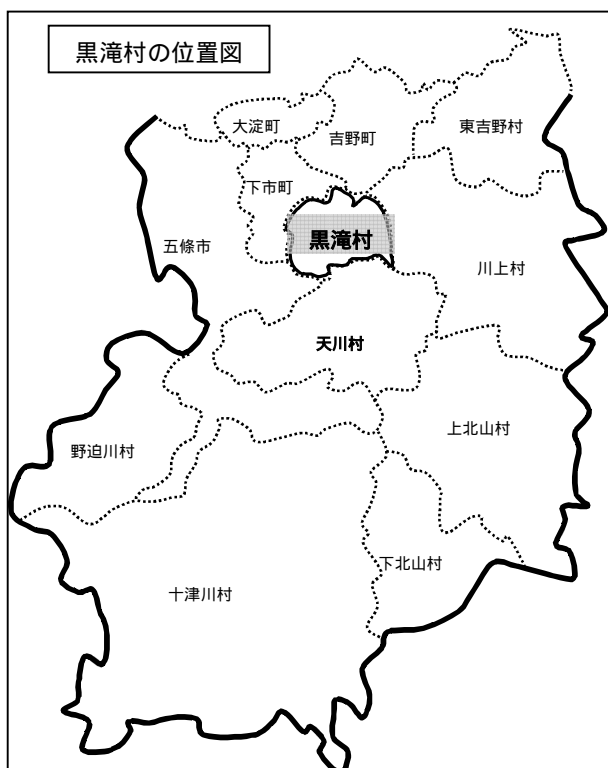 黒滝村の位置図
大淀町
吉野町
東吉野村
下市町
黒滝村
五條市
川上村
天川村
上北山村
野迫川村
下北山村
十津川村